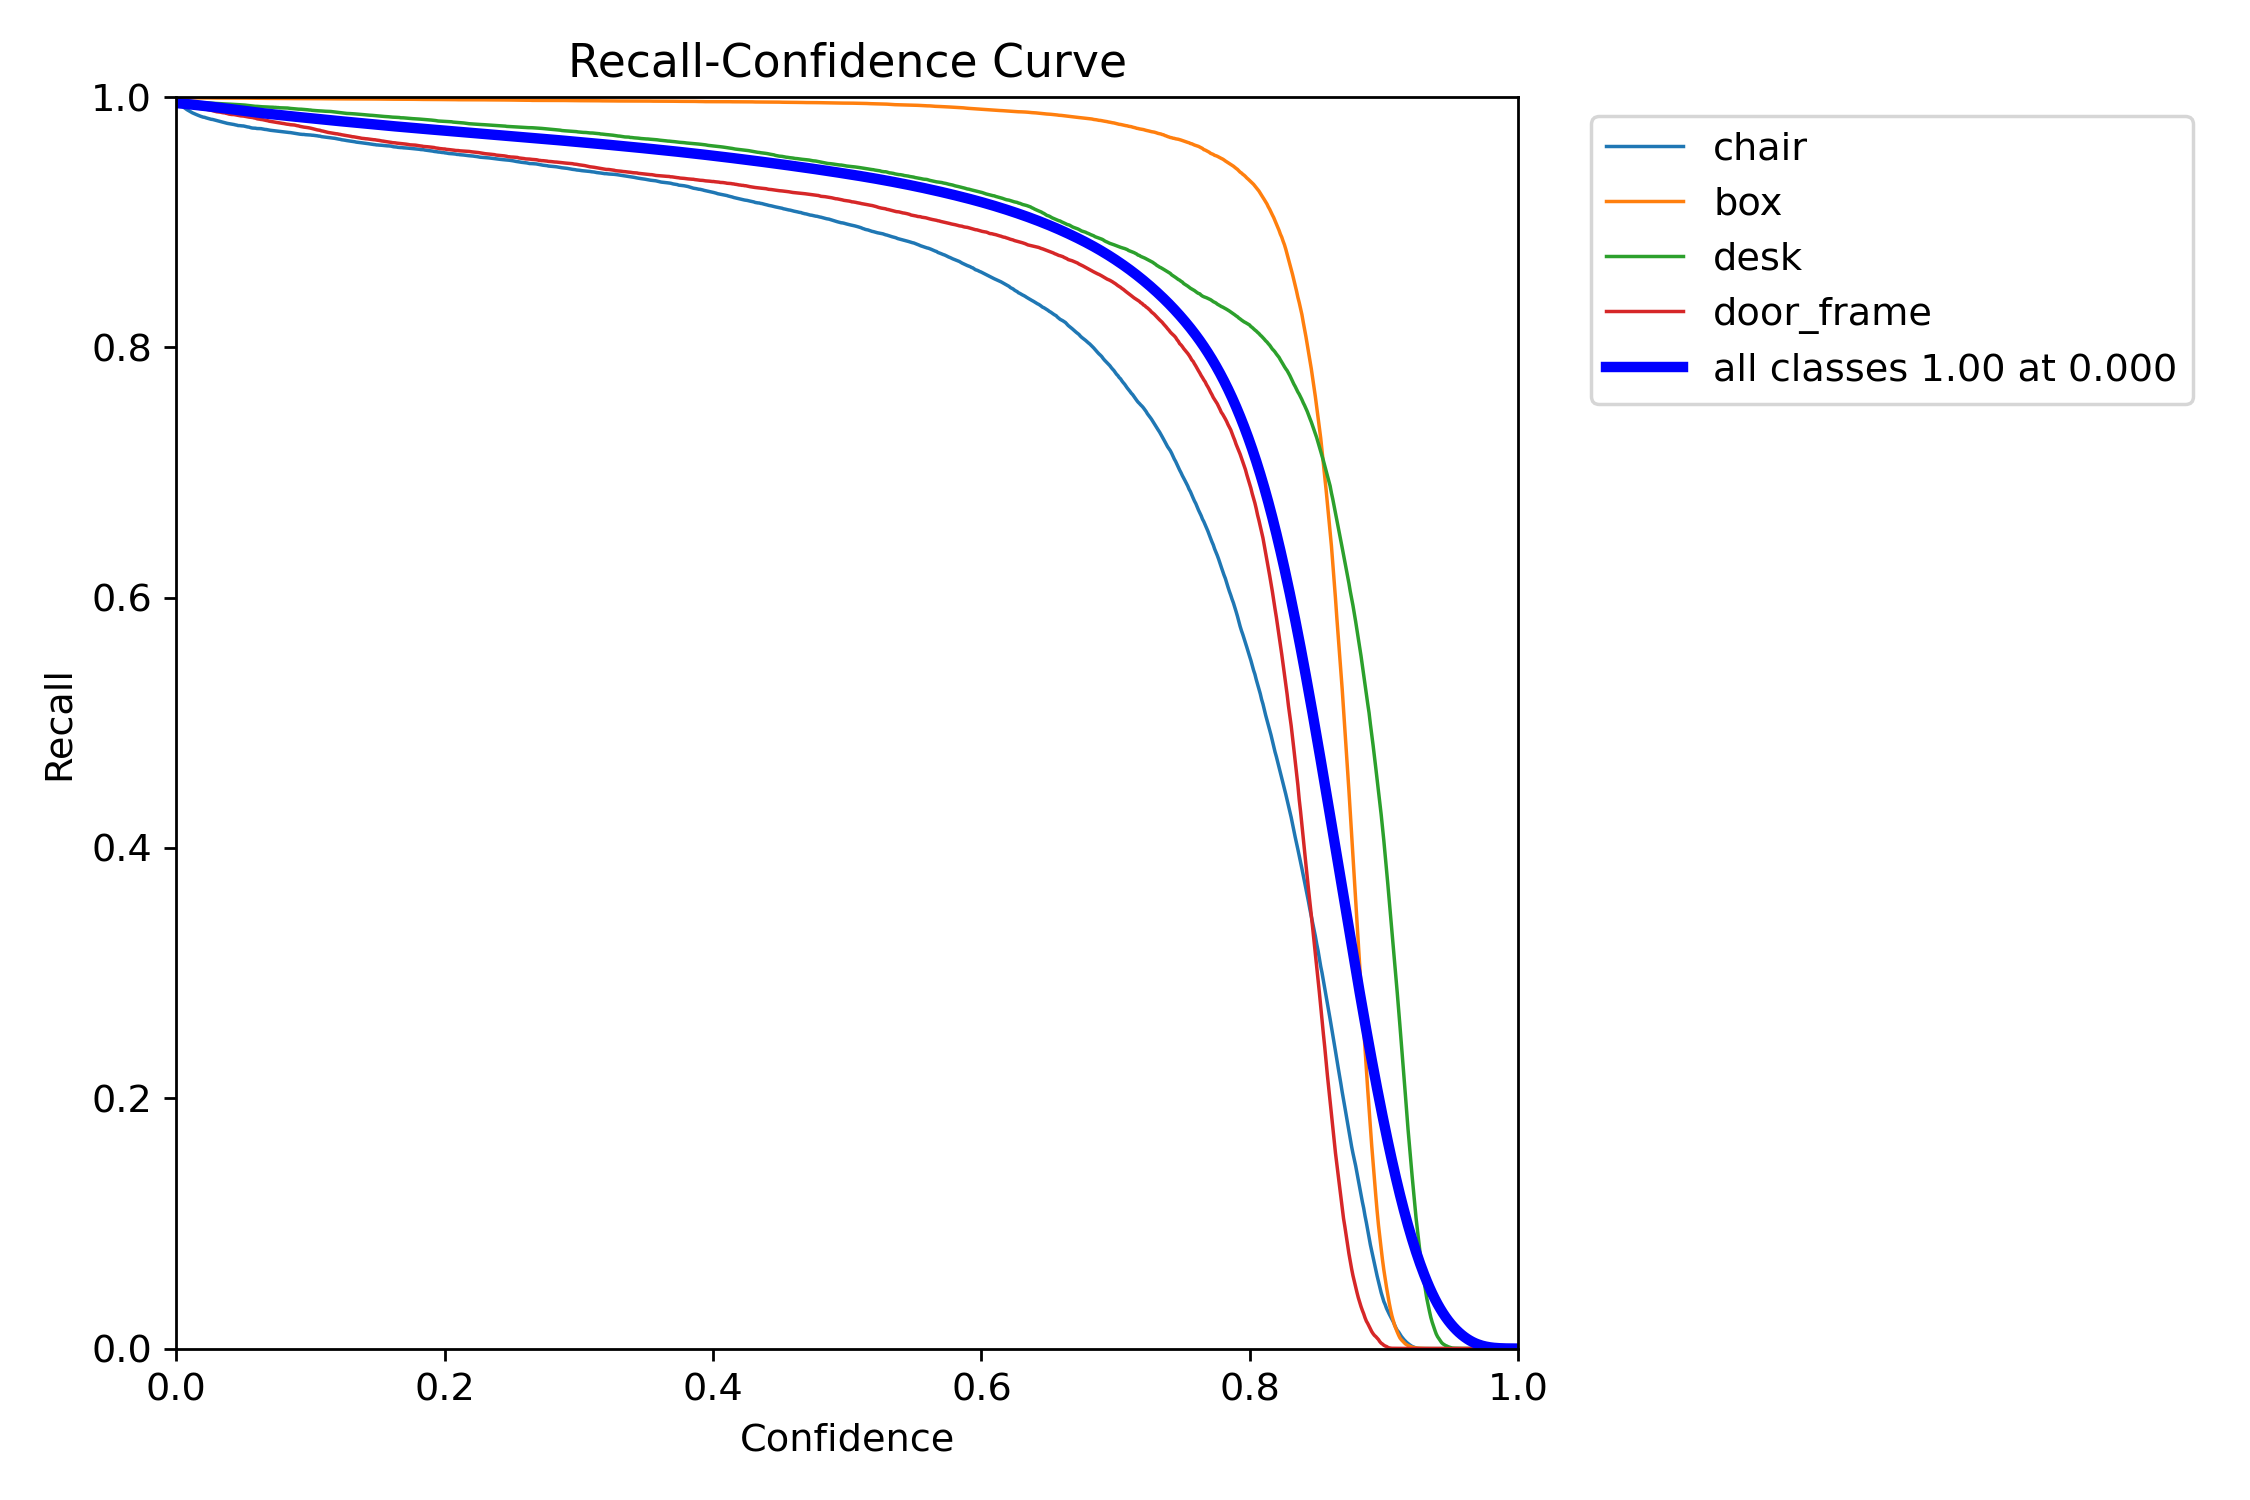 Recall-Confidence Curve
1.0
0.8
0.6
0.4
0.2
0.0
Recall
0.0 0.2 0.4 0.6 0.8 1.0
Confidence
chair
box
desk
door_frame
all classes 1.00 at 0.000